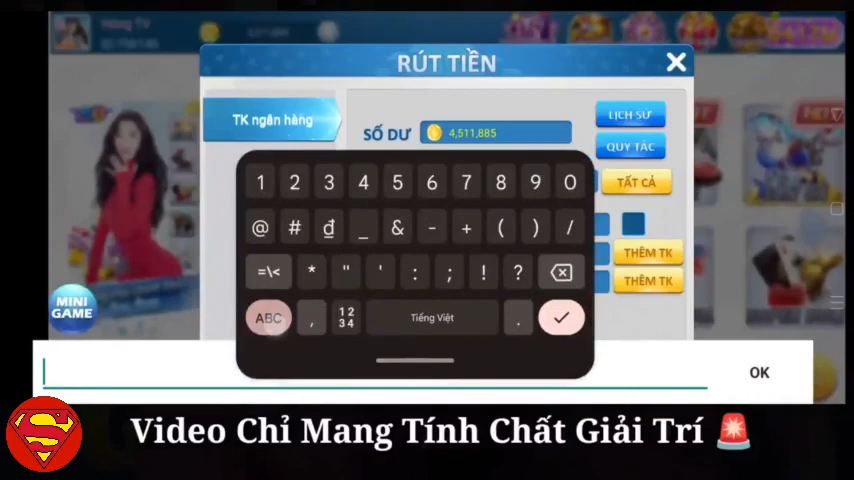 RÚT TIỀN
TK ngân hàng
SỐ DƯ
4,511,885
LỊCH SỬ
QUY TẮC
TẤT CẢ
THÊM TK
THÊM TK
MINI
GAME
1 2 3 4 5 6 7 8 9 0
@ # ₫ _ & - + ( ) /
=\< * " ' : ; ! ?
ABC , 12 34 Tiếng Việt .
OK
Video Chỉ Mang Tính Chất Giải Trí 🚨